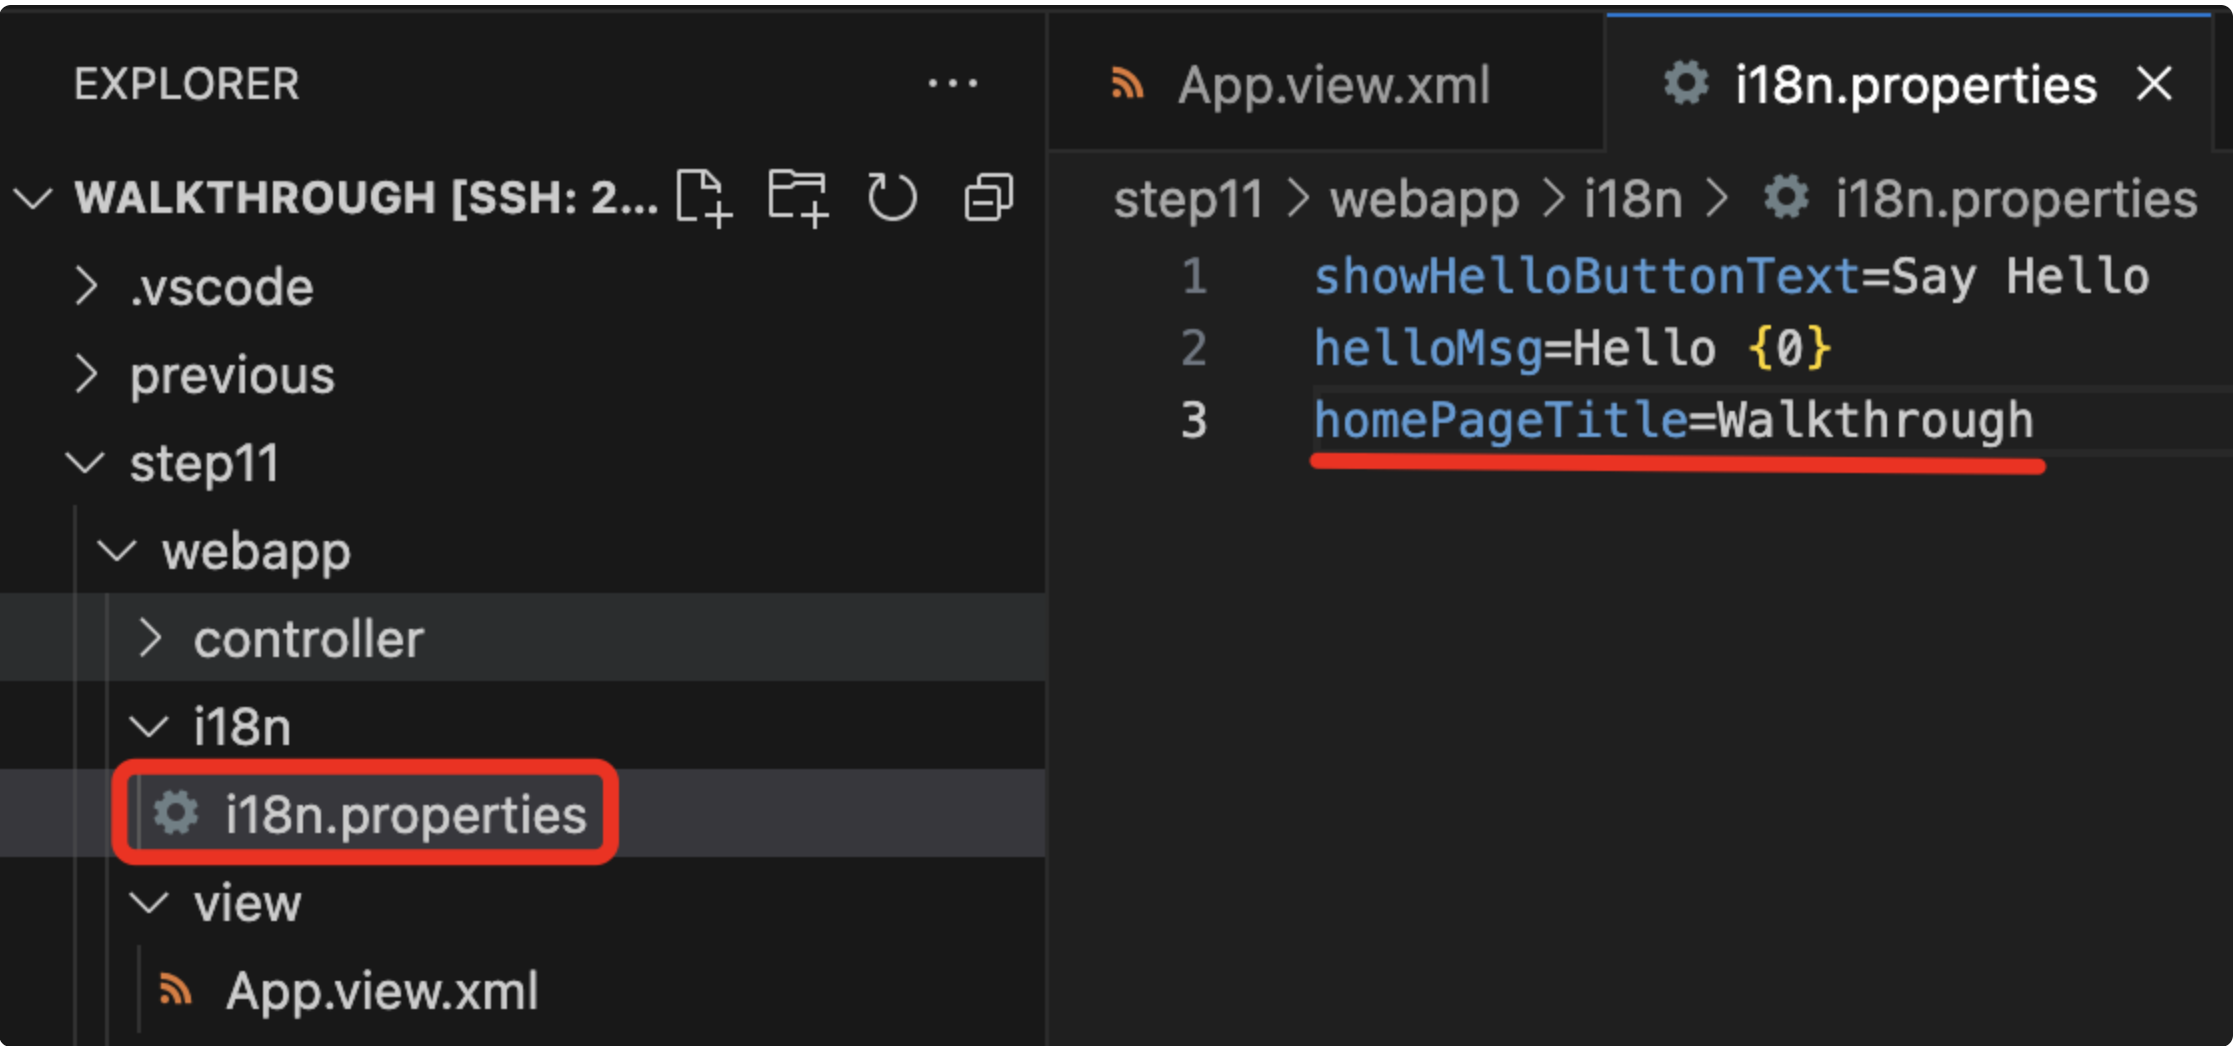 EXPLORER
WALKTHROUGH [SSH: 2...
.vscode
previous
step11
webapp
controller
i18n
i18n.properties
view
App.view.xml
App.view.xml
i18n.properties
step11 > webapp > i18n > i18n.properties
1 showHelloButtonText=Say Hello
2 helloMsg=Hello {0}
3 homePageTitle=Walkthrough